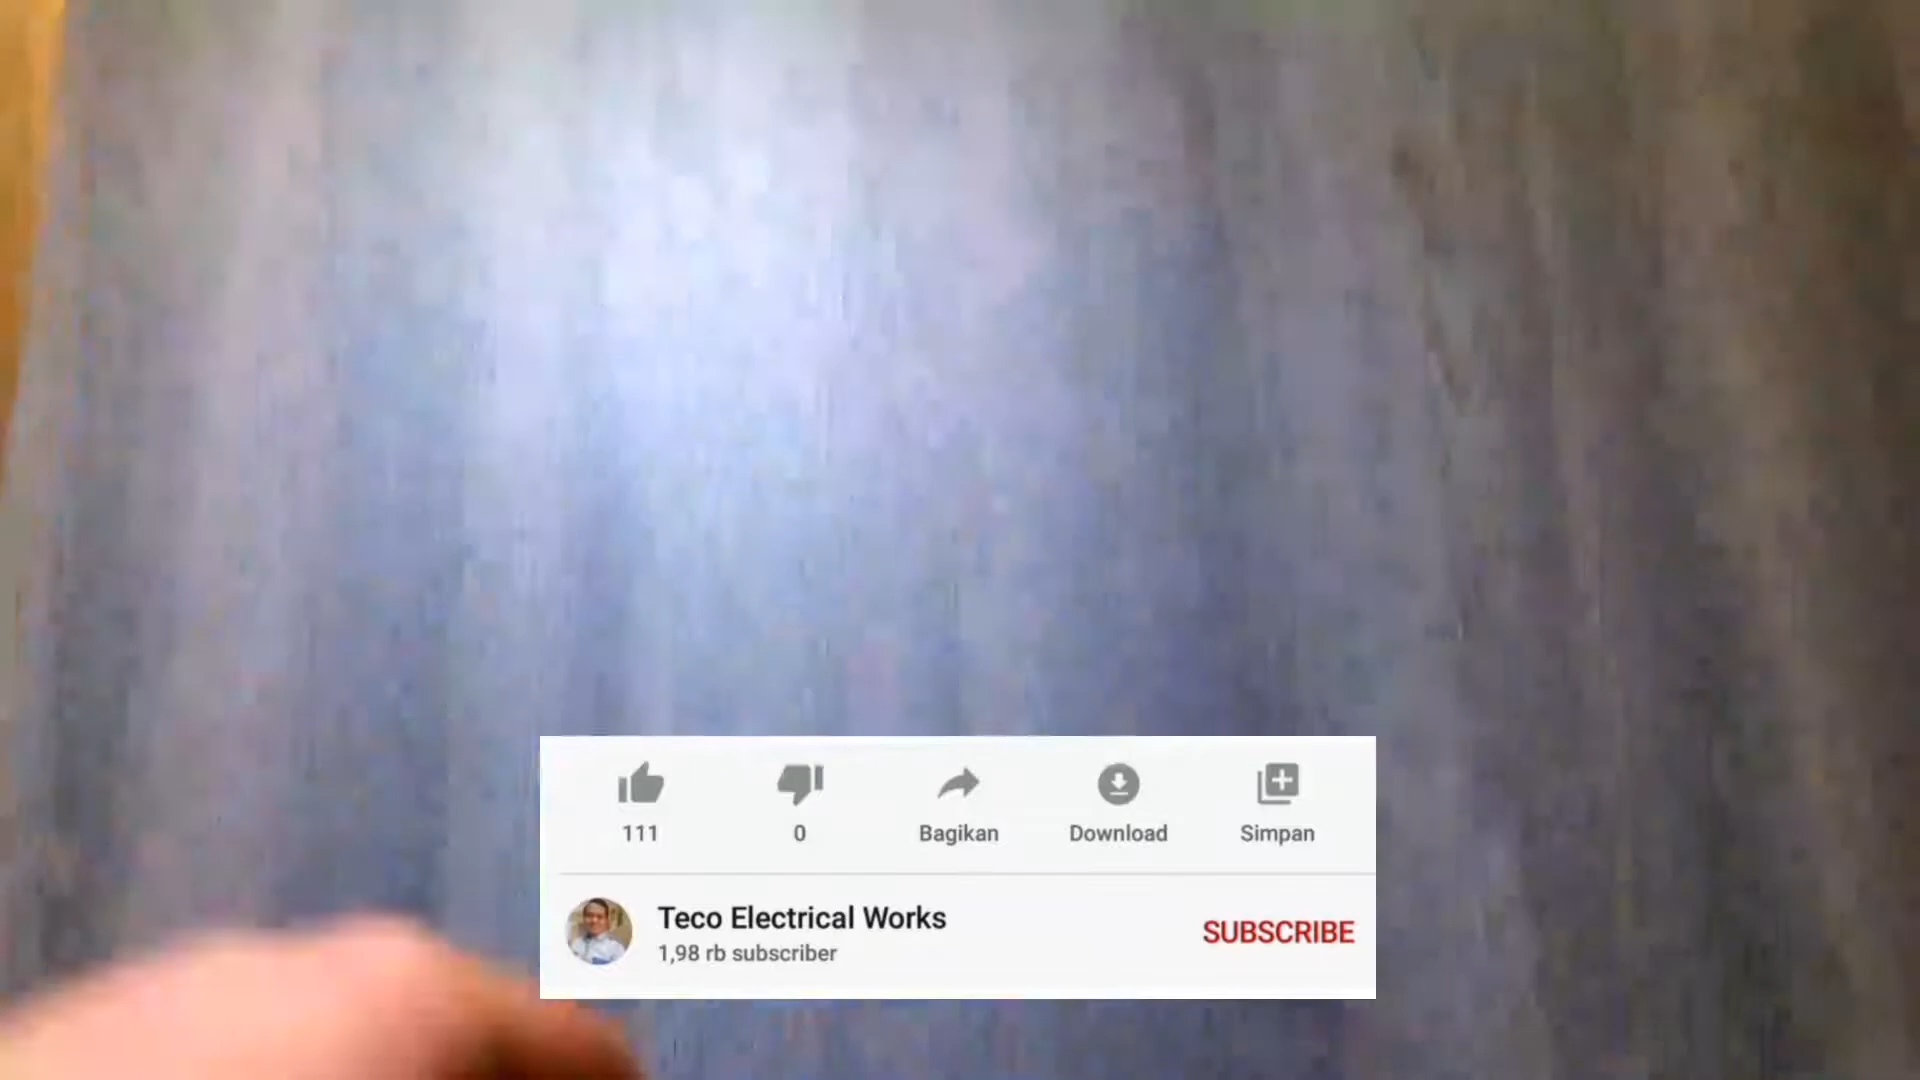 111
0
Bagikan
Download
Simpan
Teco Electrical Works
1,98 rb subscriber
SUBSCRIBE